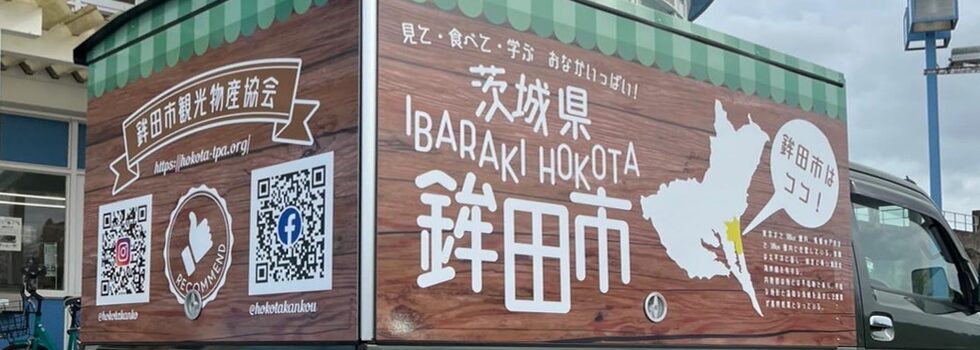 鉾田市観光物産協会
https://hokota-tpa.org/
RECOMMEND
@hokotakanko
@hokotakankou
見て・食べて・学ぶ おなかいっぱい!
茨城県
IBARAKI HOKOTA
鉾田市
鉾田市は
ココ!